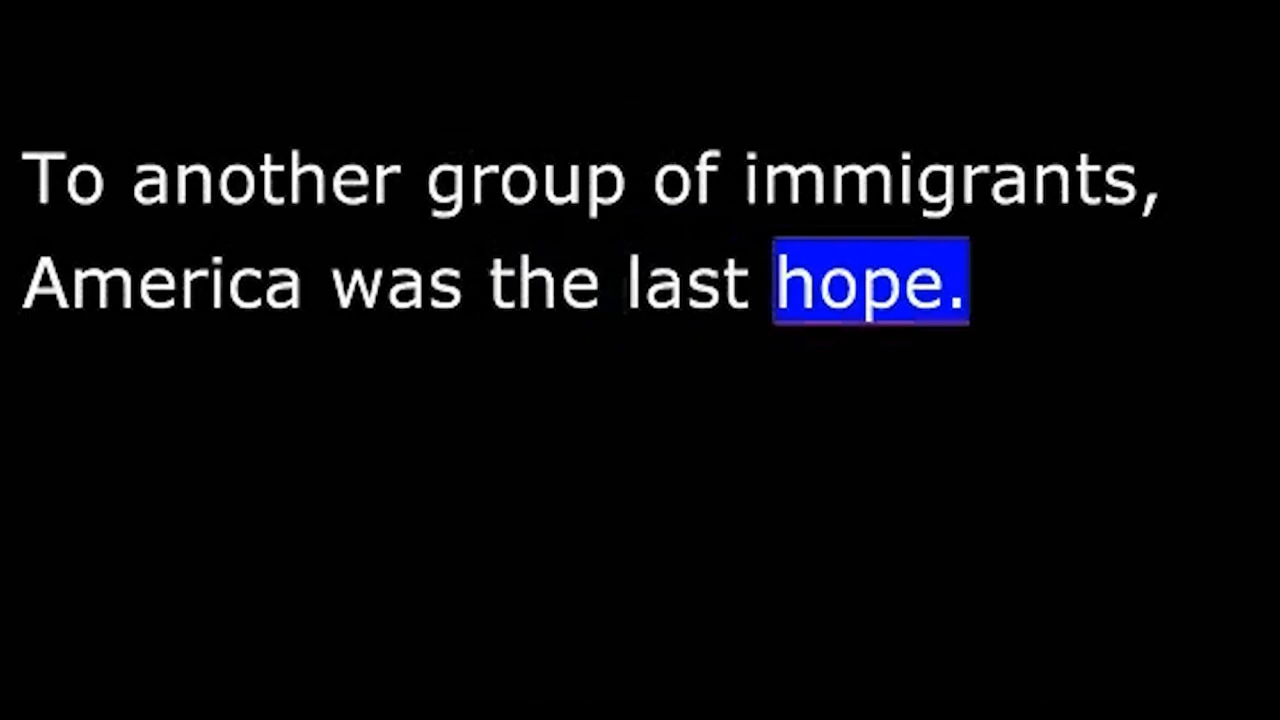 To another group of immigrants,
America was the last hope.